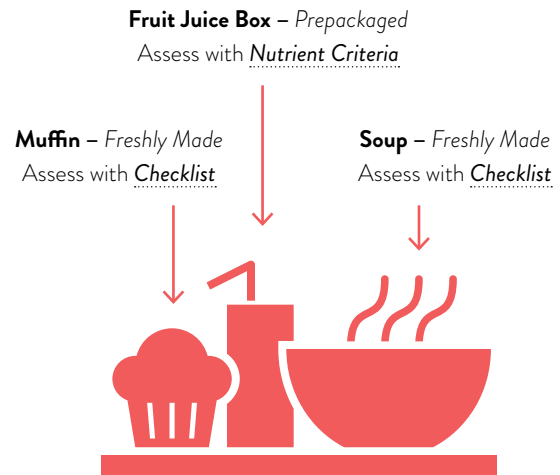 Fruit Juice Box – Prepackaged
Assess with Nutrient Criteria
Muffin – Freshly Made
Assess with Checklist
Soup – Freshly Made
Assess with Checklist